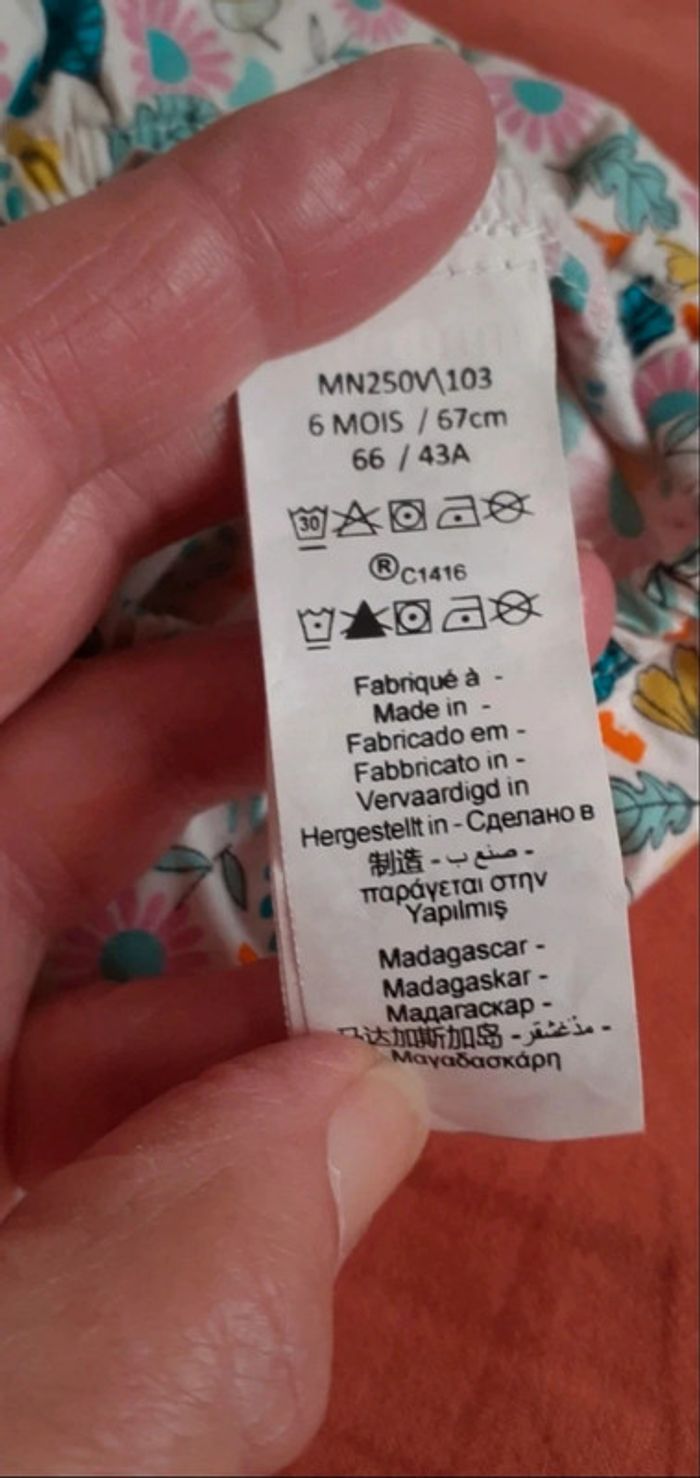 MN250V\103
6 MOIS / 67cm
66 / 43A
30
®C1416
Fabriqué à -
Made in -
Fabricado em -
Fabbricato in -
Vervaardigd in
Hergestellt in - Сделано в
制造 - صنع ب -
παράγεται στην
Yapılmış
Madagascar -
Madagaskar -
Мадагаскар -
马达加斯加岛 - مدغشقر -
Μαγαδασκάρη